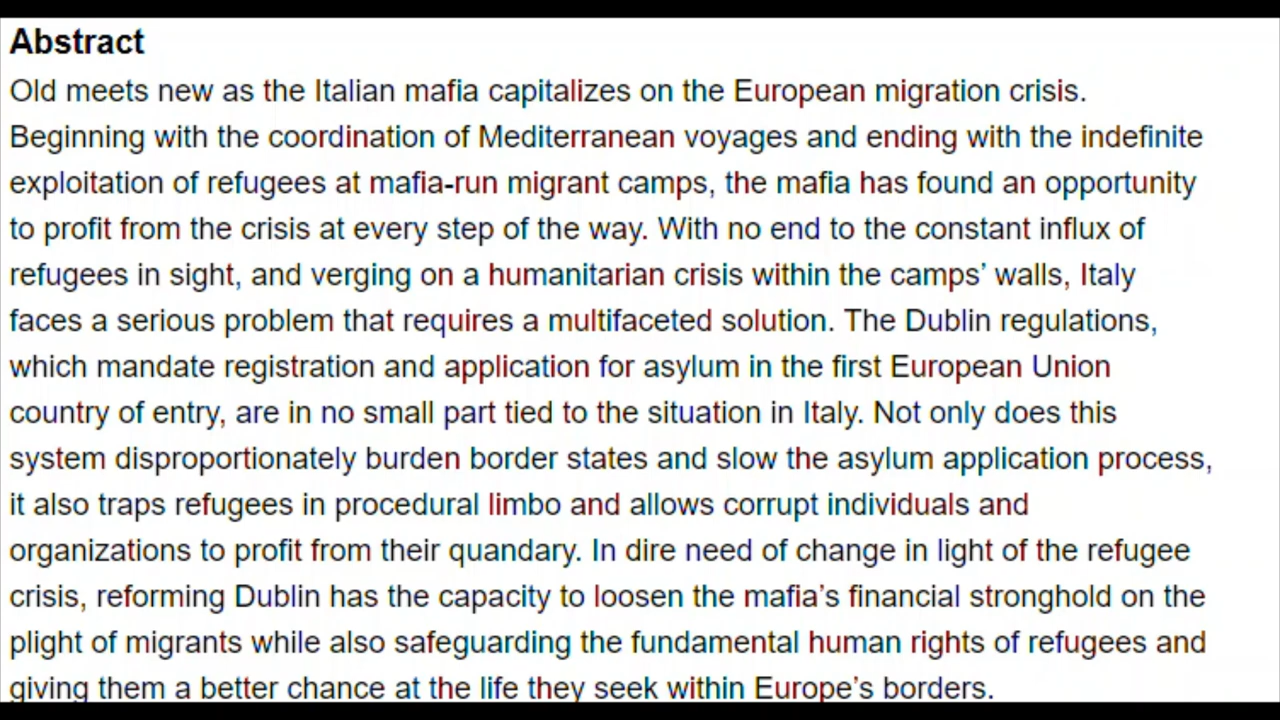 Abstract
Old meets new as the Italian mafia capitalizes on the European migration crisis.
Beginning with the coordination of Mediterranean voyages and ending with the indefinite
exploitation of refugees at mafia-run migrant camps, the mafia has found an opportunity
to profit from the crisis at every step of the way. With no end to the constant influx of
refugees in sight, and verging on a humanitarian crisis within the camps’ walls, Italy
faces a serious problem that requires a multifaceted solution. The Dublin regulations,
which mandate registration and application for asylum in the first European Union
country of entry, are in no small part tied to the situation in Italy. Not only does this
system disproportionately burden border states and slow the asylum application process,
it also traps refugees in procedural limbo and allows corrupt individuals and
organizations to profit from their quandary. In dire need of change in light of the refugee
crisis, reforming Dublin has the capacity to loosen the mafia’s financial stronghold on the
plight of migrants while also safeguarding the fundamental human rights of refugees and
giving them a better chance at the life they seek within Europe’s borders.